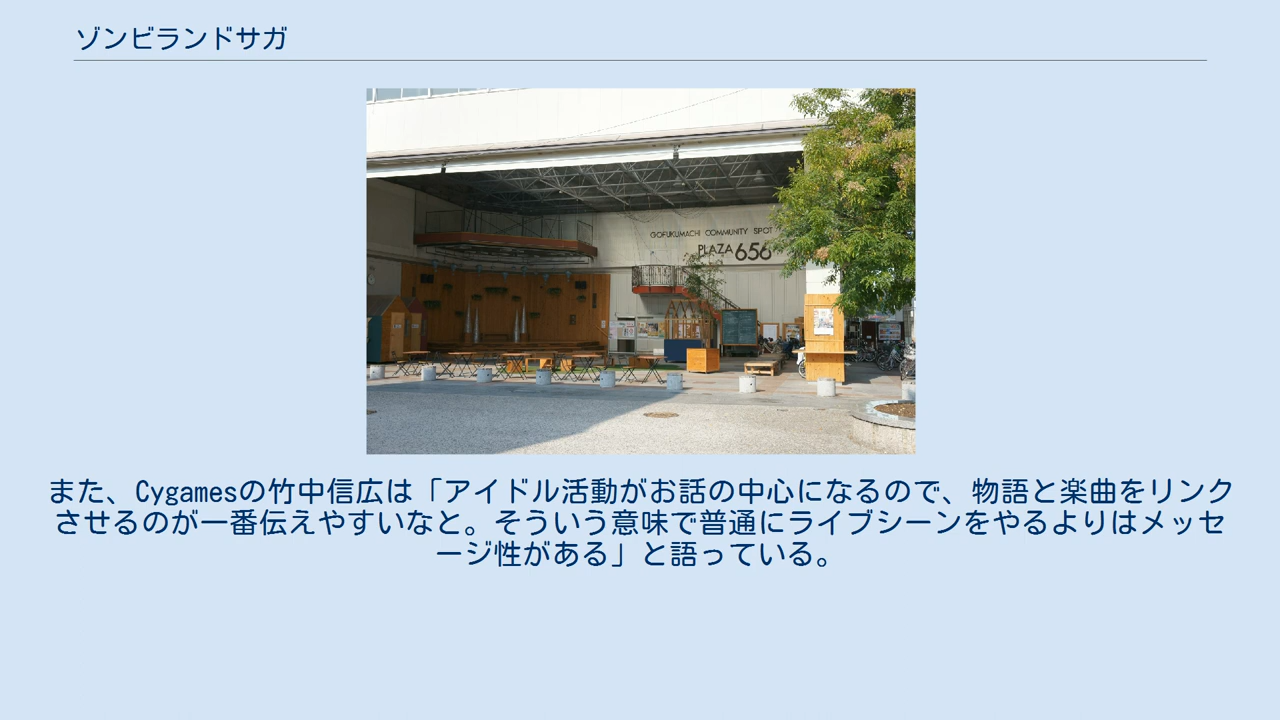 ゾンビランドサガ
GOFUKUMACHI COMMUNITY SPOT
PLAZA 656
また、Cygamesの竹中信広は「アイドル活動がお話の中心になるので、物語と楽曲をリンク
させるのが一番伝えやすいなと。そういう意味で普通にライブシーンをやるよりはメッセ
ージ性がある」と語っている。